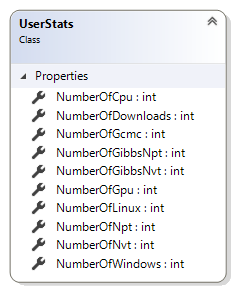 UserStats
Class
Properties
NumberOfCpu : int
NumberOfDownloads : int
NumberOfGcmc : int
NumberOfGibbsNpt : int
NumberOfGibbsNvt : int
NumberOfGpu : int
NumberOfLinux : int
NumberOfNpt : int
NumberOfNvt : int
NumberOfWindows : int